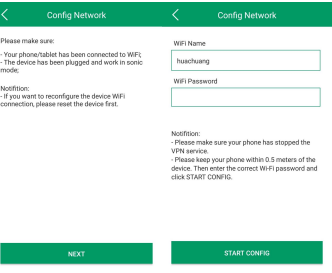 Config Network
Please make sure:
- Your phone/tablet has been connected to WiFi;
- The device has been plugged and work in sonic
mode;
Notifition:
- If you want to reconfigure the device WiFi
connection, please reset the device first.
NEXT
Config Network
WiFi Name
huachuang
WiFi Password
Notifition:
- Please make sure your phone has stopped the
VPN service.
- Please keep your phone within 0.5 meters of the
device. Then enter the correct Wi-Fi password and
click START CONFIG.
START CONFIG